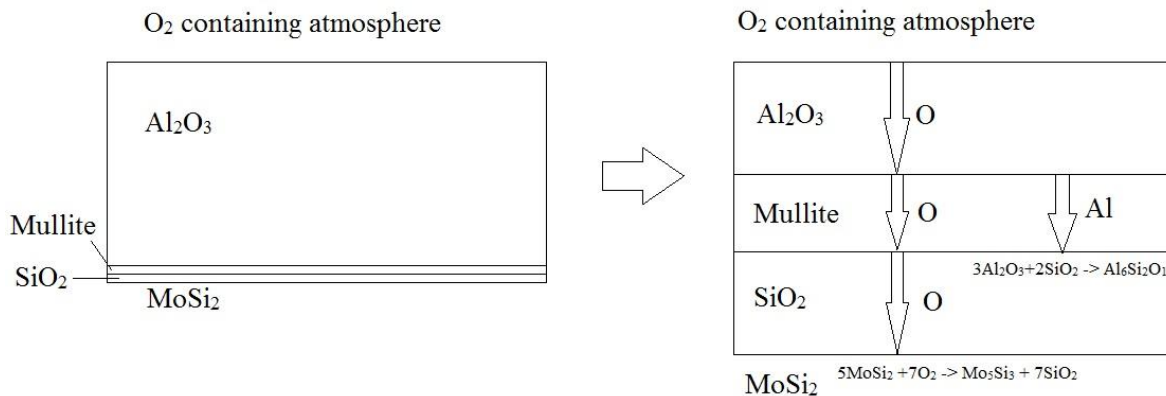 O₂ containing atmosphere
Al₂O₃
Mullite
SiO₂
MoSi₂
O₂ containing atmosphere
Al₂O₃
O
Mullite
O
Al
3Al₂O₃+2SiO₂ -> Al₆Si₂O₁
SiO₂
O
MoSi₂
5MoSi₂ +7O₂ -> Mo₅Si₃ + 7SiO₂